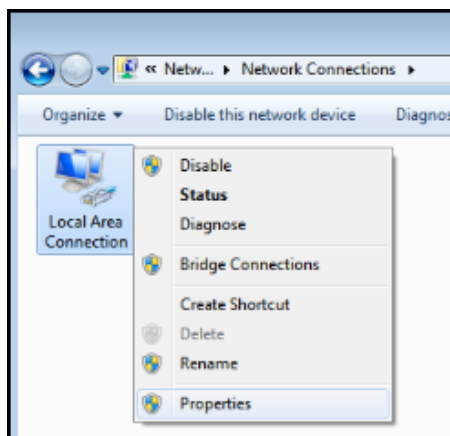 « Netw... ▸ Network Connections ▸
Organize ▾ Disable this network device Diagnos
Local Area
Connection
Disable
Status
Diagnose
Bridge Connections
Create Shortcut
Delete
Rename
Properties